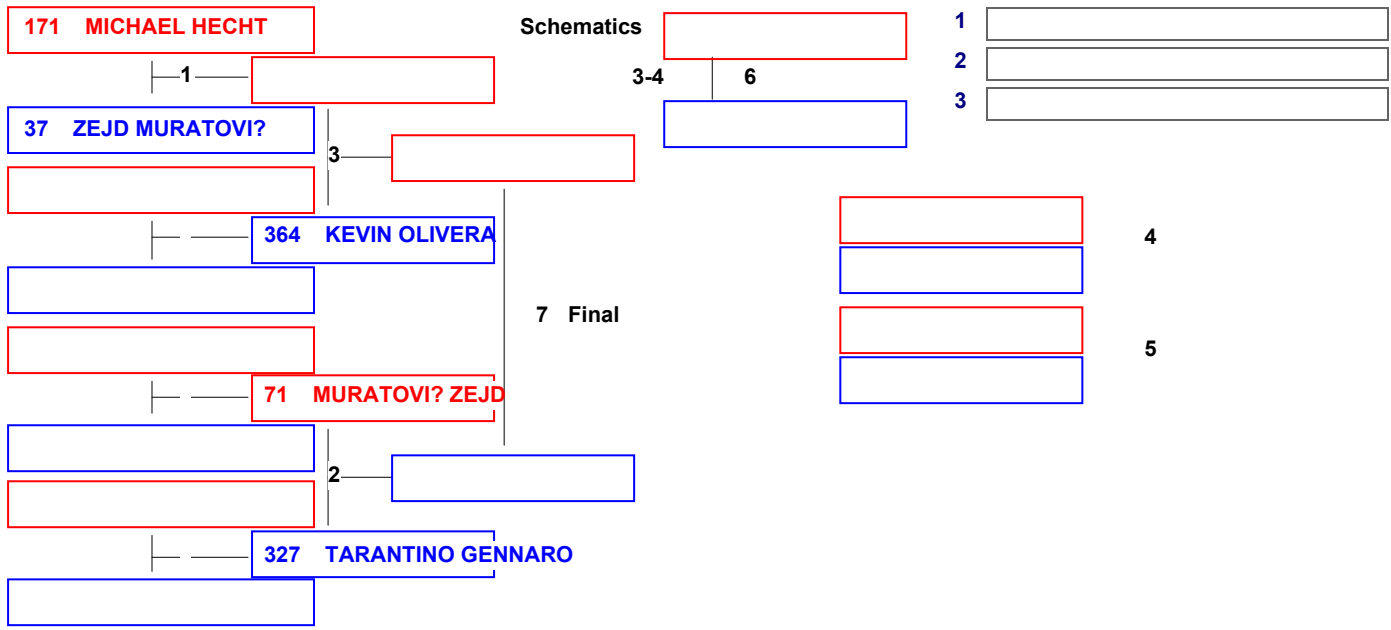 171 MICHAEL HECHT
Schematics
1
1
3-4 6
2
3
37 ZEJD MURATOVI?
3
364 KEVIN OLIVERA
4
7 Final
5
71 MURATOVI? ZEJD
2
327 TARANTINO GENNARO